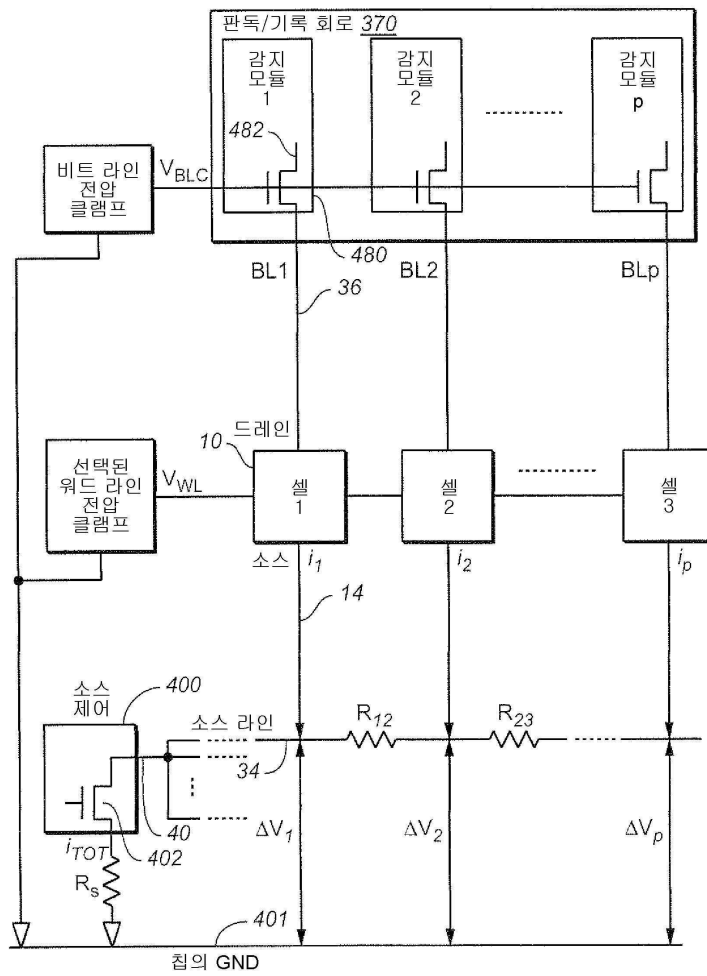 판독/기록 회로 370
감지
모듈
1
감지
모듈
2
감지
모듈
p
482
비트 라인
전압
클램프
V_BLC
480
BL1
BL2
BLp
36
드레인
10
선택된
워드 라인
전압
클램프
V_WL
셀
1
셀
2
셀
3
소스
i_1
i_2
i_p
14
소스
제어
400
소스 라인
R_12
R_23
34
40
402
i_TOT
R_s
ΔV_1
ΔV_2
ΔV_p
401
칩의 GND